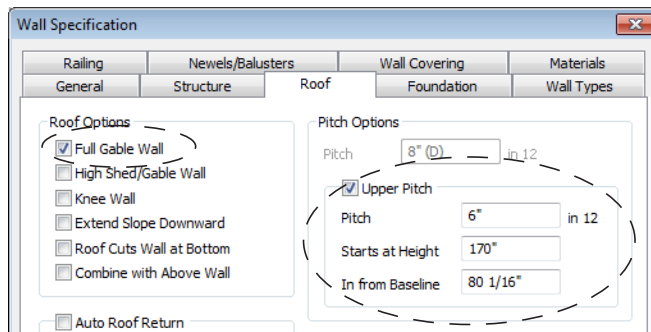 Wall Specification
Railing Newels/Balusters Wall Covering Materials
General Structure Roof Foundation Wall Types
Roof Options
Full Gable Wall
High Shed/Gable Wall
Knee Wall
Extend Slope Downward
Roof Cuts Wall at Bottom
Combine with Above Wall
Auto Roof Return
Pitch Options
Pitch 8" (D) in 12
Upper Pitch
Pitch 6" in 12
Starts at Height 170"
In from Baseline 80 1/16"